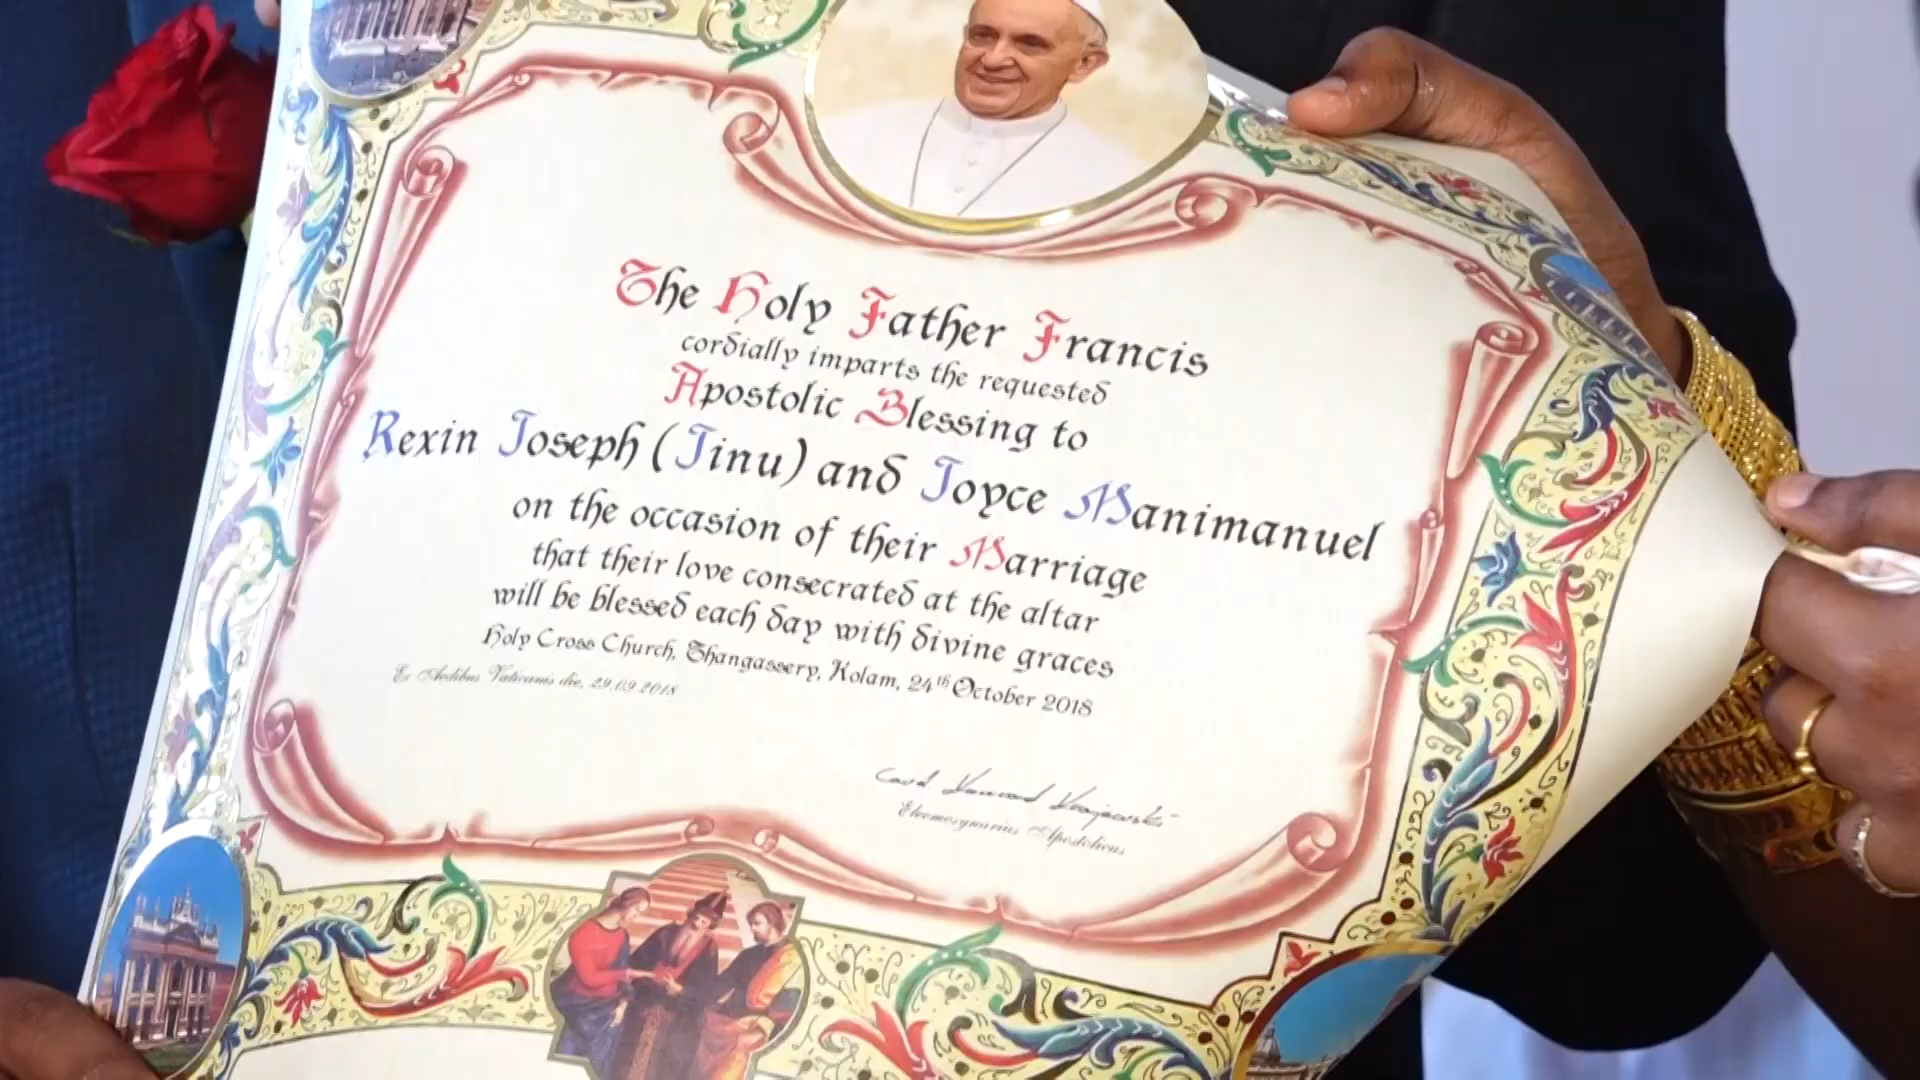 The Holy Father Francis
cordially imparts the requested
Apostolic Blessing to
Rexin Joseph (Jinu) and Joyce Manimanuel
on the occasion of their Marriage
that their love consecrated at the altar
will be blessed each day with divine graces
Holy Cross Church, Thangassery, Kolam, 24th October 2018
Ex Aedibus Vaticanis die, 29.09.2018
Eleemosynarius Apostolicus